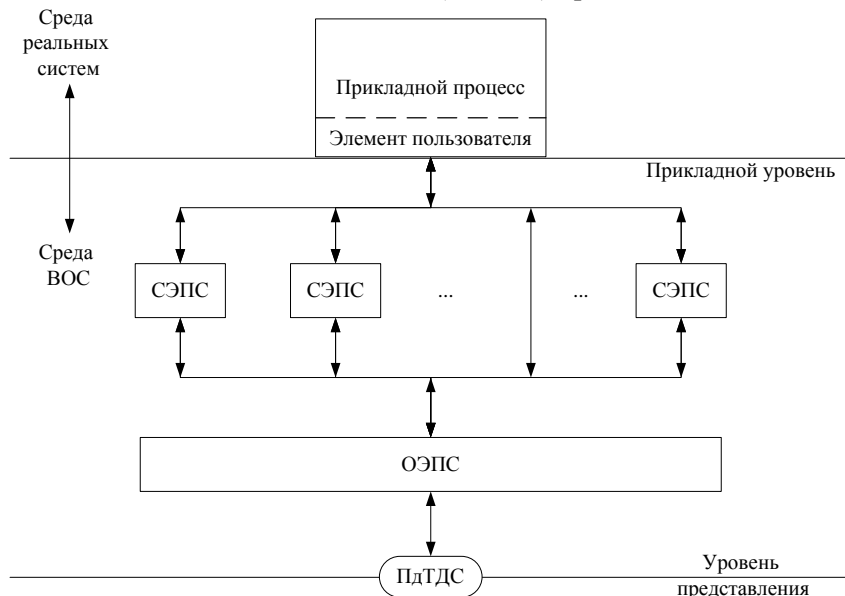 Среда
реальных
систем
Прикладной процесс
Элемент пользователя
Прикладной уровень
Среда
ВОС
СЭПС
СЭПС
...
...
СЭПС
ОЭПС
ПдТДС
Уровень
представления